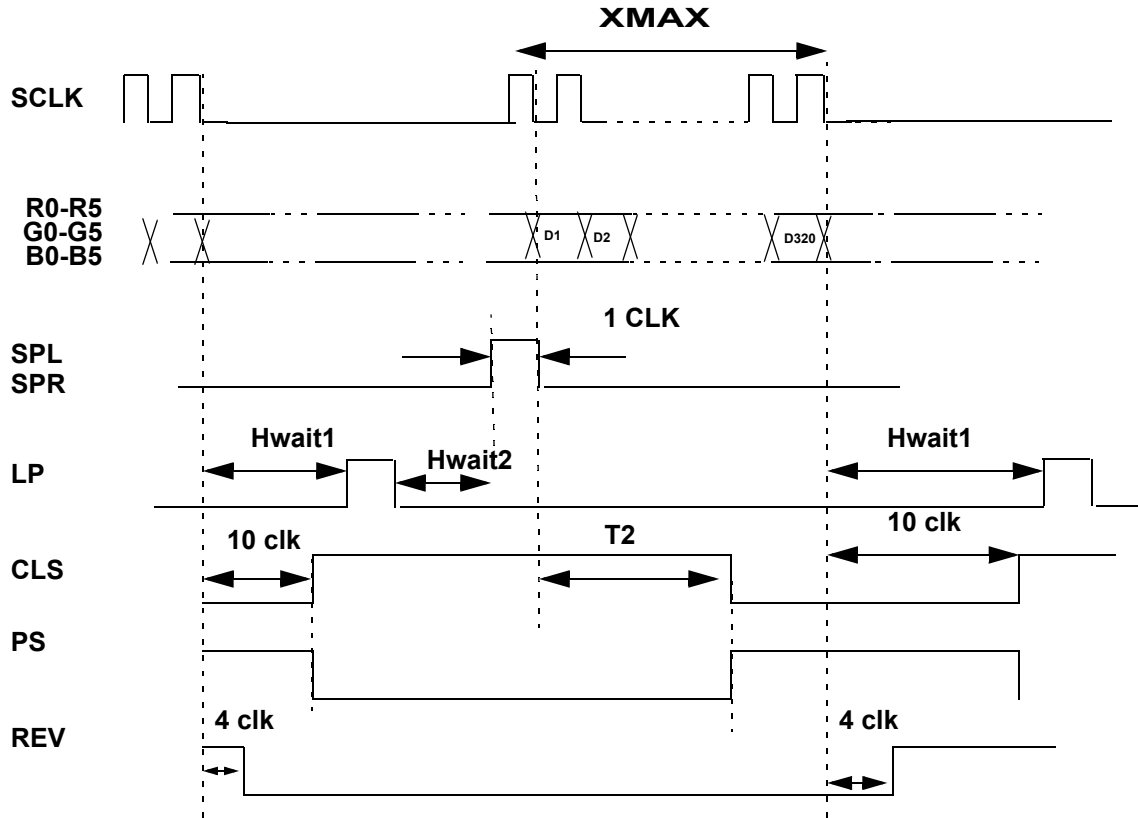 XMAX
SCLK
R0-R5
G0-G5
B0-B5
D1
D2
D320
1 CLK
SPL
SPR
Hwait1
Hwait2
Hwait1
LP
10 clk
T2
10 clk
CLS
PS
4 clk
4 clk
REV